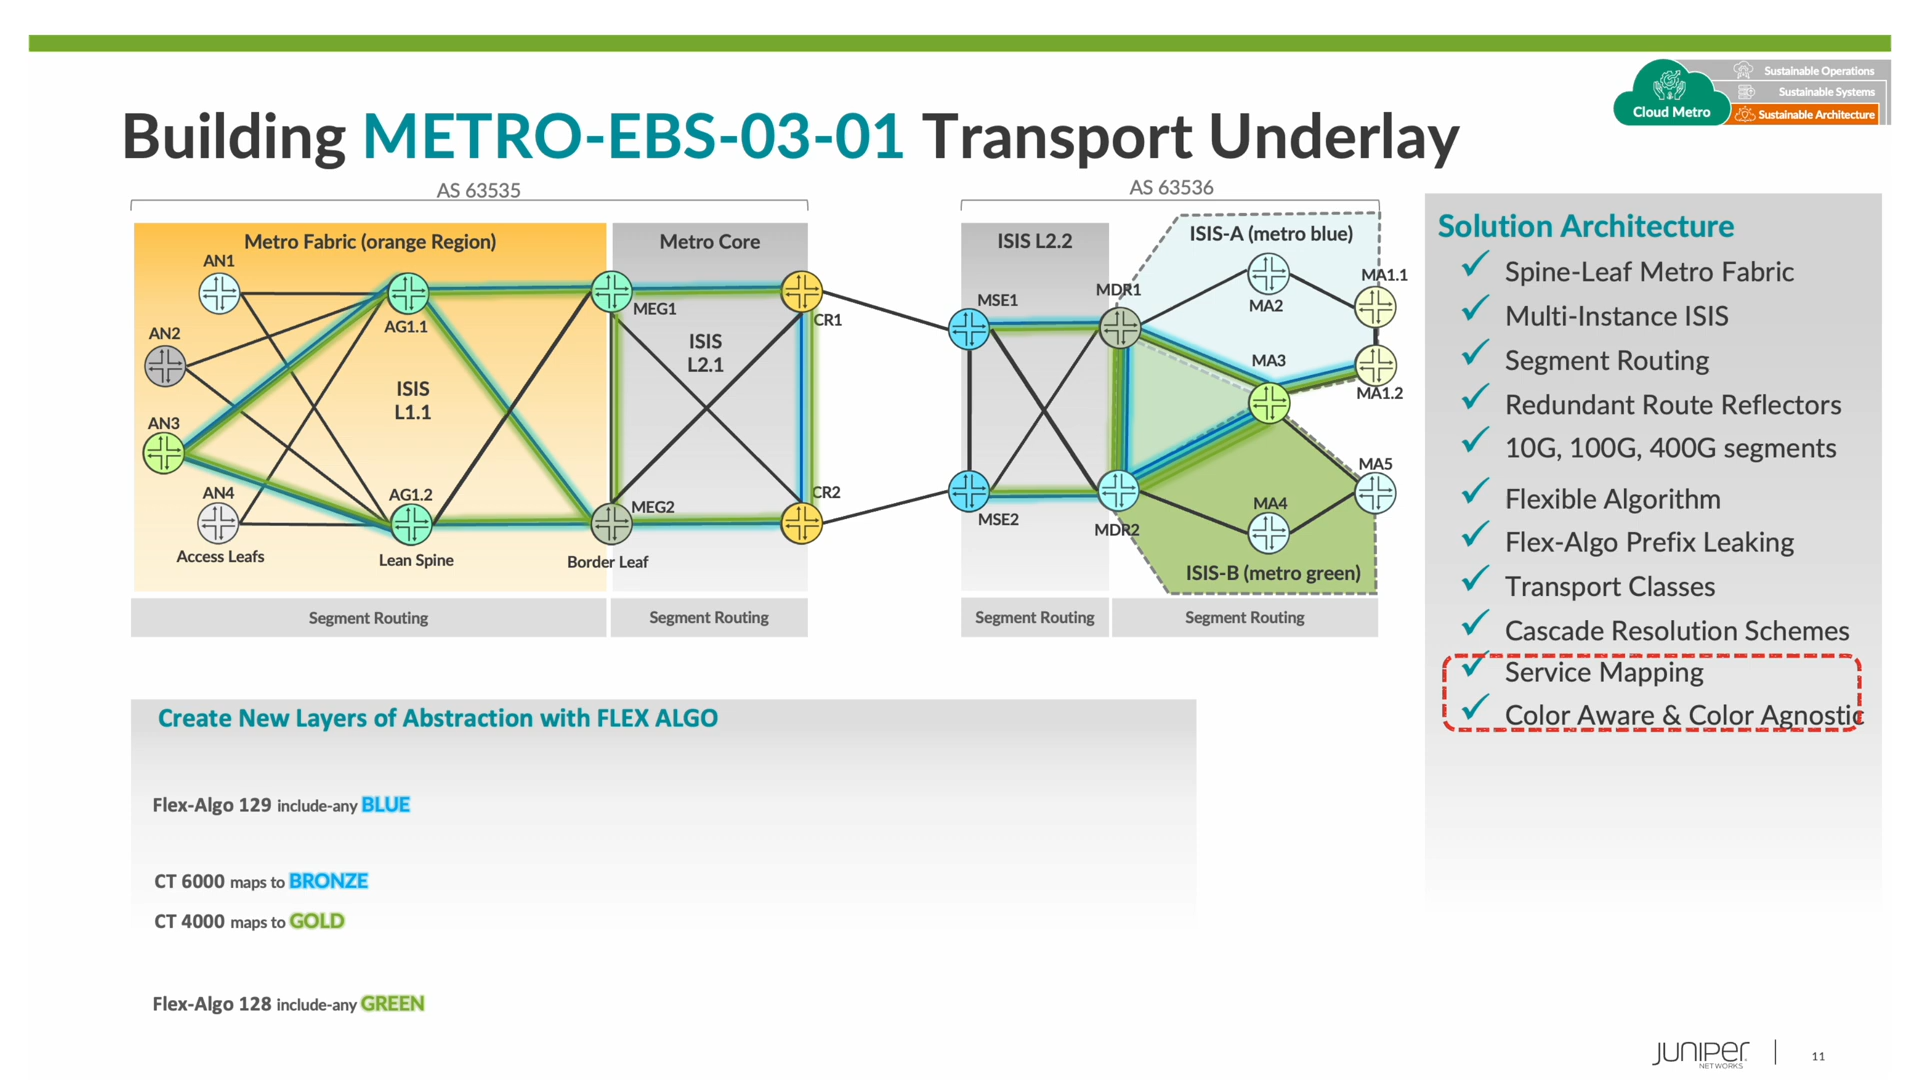 Sustainable Operations
Sustainable Systems
Sustainable Architecture
Cloud Metro
Building METRO-EBS-03-01 Transport Underlay
AS 63535
AS 63536
Metro Fabric (orange Region)
Metro Core
ISIS L2.2
ISIS-A (metro blue)
AN1
AN2
AN3
AN4
Access Leafs
AG1.1
ISIS
L1.1
AG1.2
Lean Spine
MEG1
MEG2
Border Leaf
ISIS
L2.1
CR1
CR2
MSE1
MSE2
MDR1
MDR2
MA2
MA1.1
MA3
MA1.2
MA5
MA4
ISIS-B (metro green)
Segment Routing
Segment Routing
Segment Routing
Segment Routing
Solution Architecture
Spine-Leaf Metro Fabric
Multi-Instance ISIS
Segment Routing
Redundant Route Reflectors
10G, 100G, 400G segments
Flexible Algorithm
Flex-Algo Prefix Leaking
Transport Classes
Cascade Resolution Schemes
Service Mapping
Color Aware & Color Agnostic
Create New Layers of Abstraction with FLEX ALGO
Flex-Algo 129 include-any BLUE
CT 6000 maps to BRONZE
CT 4000 maps to GOLD
Flex-Algo 128 include-any GREEN
JUNIPER
NETWORKS
11